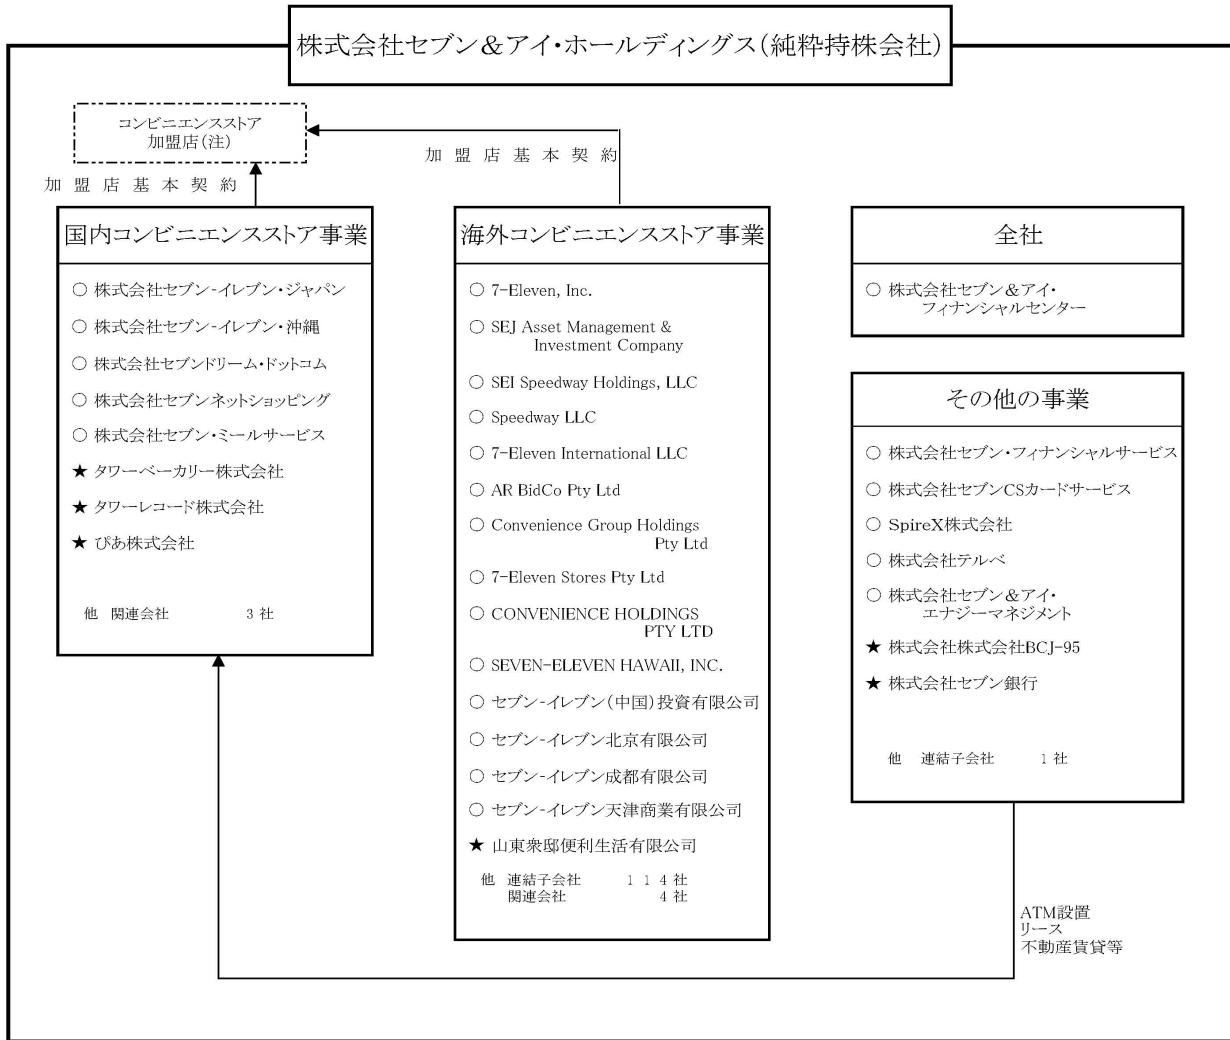 株式会社セブン＆アイ・ホールディングス(純粋持株会社)
コンビニエンスストア
加盟店(注)
加盟店基本契約
加盟店基本契約
国内コンビニエンスストア事業
○ 株式会社セブン-イレブン・ジャパン
○ 株式会社セブン-イレブン・沖縄
○ 株式会社セブンドリーム・ドットコム
○ 株式会社セブンネットショッピング
○ 株式会社セブン・ミールサービス
★ タワーベーカリー株式会社
★ タワーレコード株式会社
★ ぴあ株式会社
他 関連会社 3 社
海外コンビニエンスストア事業
○ 7-Eleven, Inc.
○ SEJ Asset Management &
Investment Company
○ SEI Speedway Holdings, LLC
○ Speedway LLC
○ 7-Eleven International LLC
○ AR BidCo Pty Ltd
○ Convenience Group Holdings
Pty Ltd
○ 7-Eleven Stores Pty Ltd
○ CONVENIENCE HOLDINGS
PTY LTD
○ SEVEN-ELEVEN HAWAII, INC.
○ セブン-イレブン(中国)投資有限公司
○ セブン-イレブン北京有限公司
○ セブン-イレブン成都有限公司
○ セブン-イレブン天津商業有限公司
★ 山東衆邸便利生活有限公司
他 連結子会社 114社
関連会社 4 社
全社
○ 株式会社セブン＆アイ・
フィナンシャルセンター
その他の事業
○ 株式会社セブン・フィナンシャルサービス
○ 株式会社セブンCSカードサービス
○ SpireX株式会社
○ 株式会社テルベ
○ 株式会社セブン＆アイ・
エナジーマネジメント
★ 株式会社株式会社BCJ-95
★ 株式会社セブン銀行
他 連結子会社 1 社
ATM設置
リース
不動産賃貸等